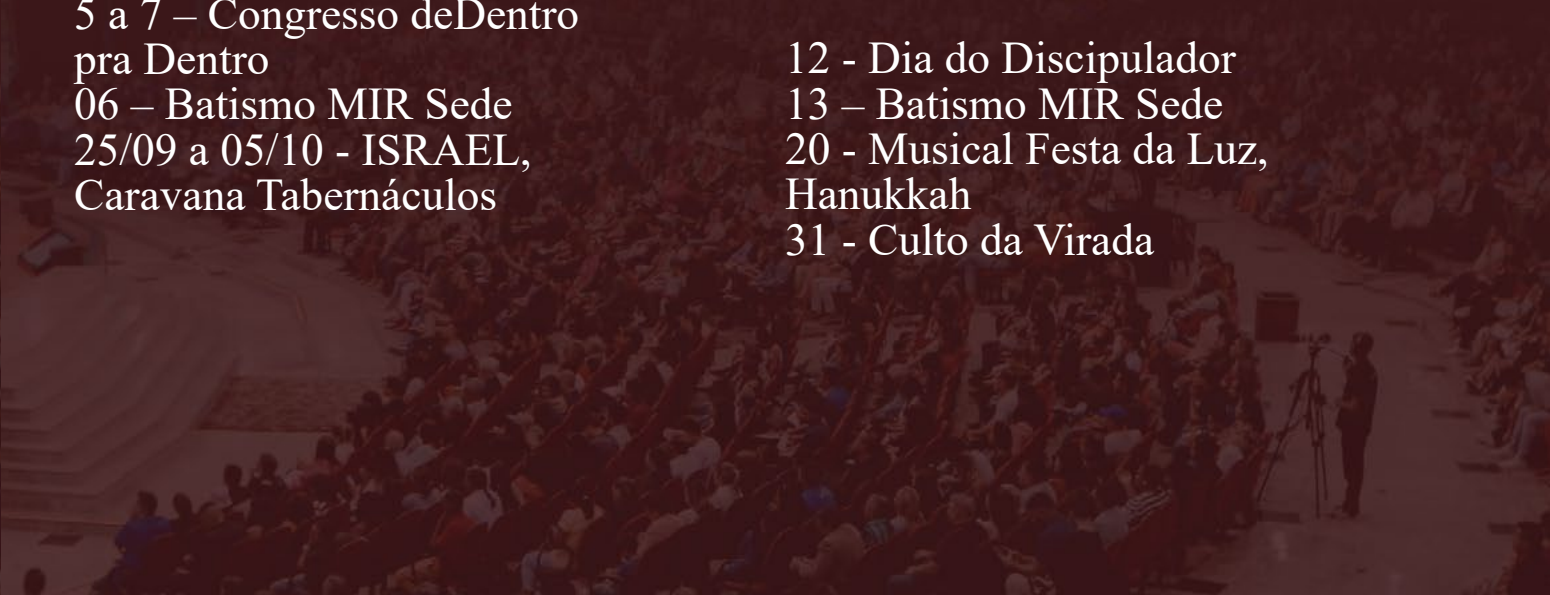 5 a 7 – Congresso deDentro
pra Dentro
06 – Batismo MIR Sede
25/09 a 05/10 - ISRAEL,
Caravana Tabernáculos
12 - Dia do Discipulador
13 – Batismo MIR Sede
20 - Musical Festa da Luz,
Hanukkah
31 - Culto da Virada